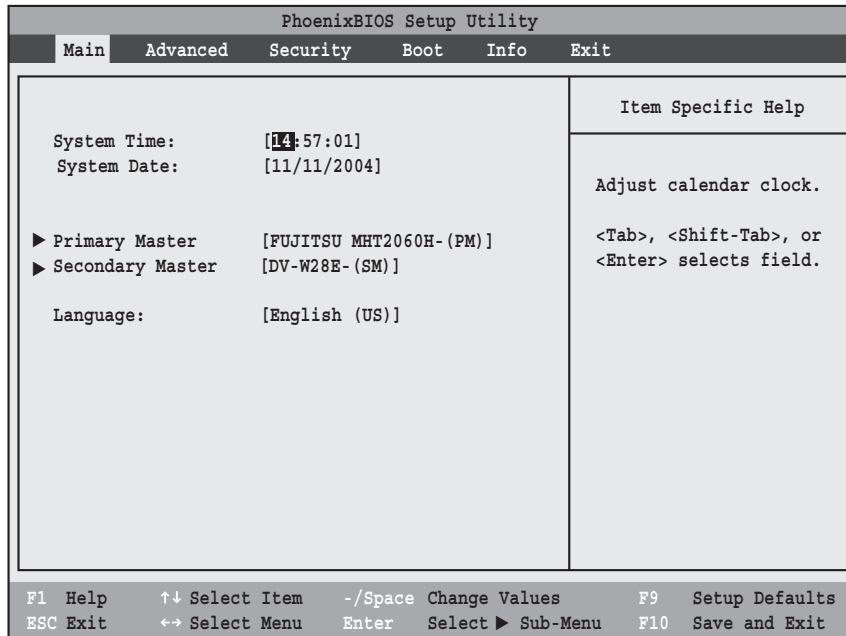 PhoenixBIOS Setup Utility
Main Advanced Security Boot Info Exit
Item Specific Help
System Time: [14:57:01]
System Date: [11/11/2004]
Adjust calendar clock.
▶ Primary Master [FUJITSU MHT2060H-(PM)]
<Tab>, <Shift-Tab>, or
▶ Secondary Master [DV-W28E-(SM)]
<Enter> selects field.
Language: [English (US)]
F1 Help ↑↓ Select Item -/Space Change Values F9 Setup Defaults
ESC Exit ←→ Select Menu Enter Select ▶ Sub-Menu F10 Save and Exit